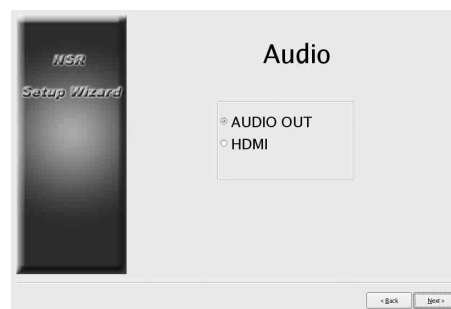 NSR
Setup Wizard
Audio
AUDIO OUT
HDMI
< Back
Next >